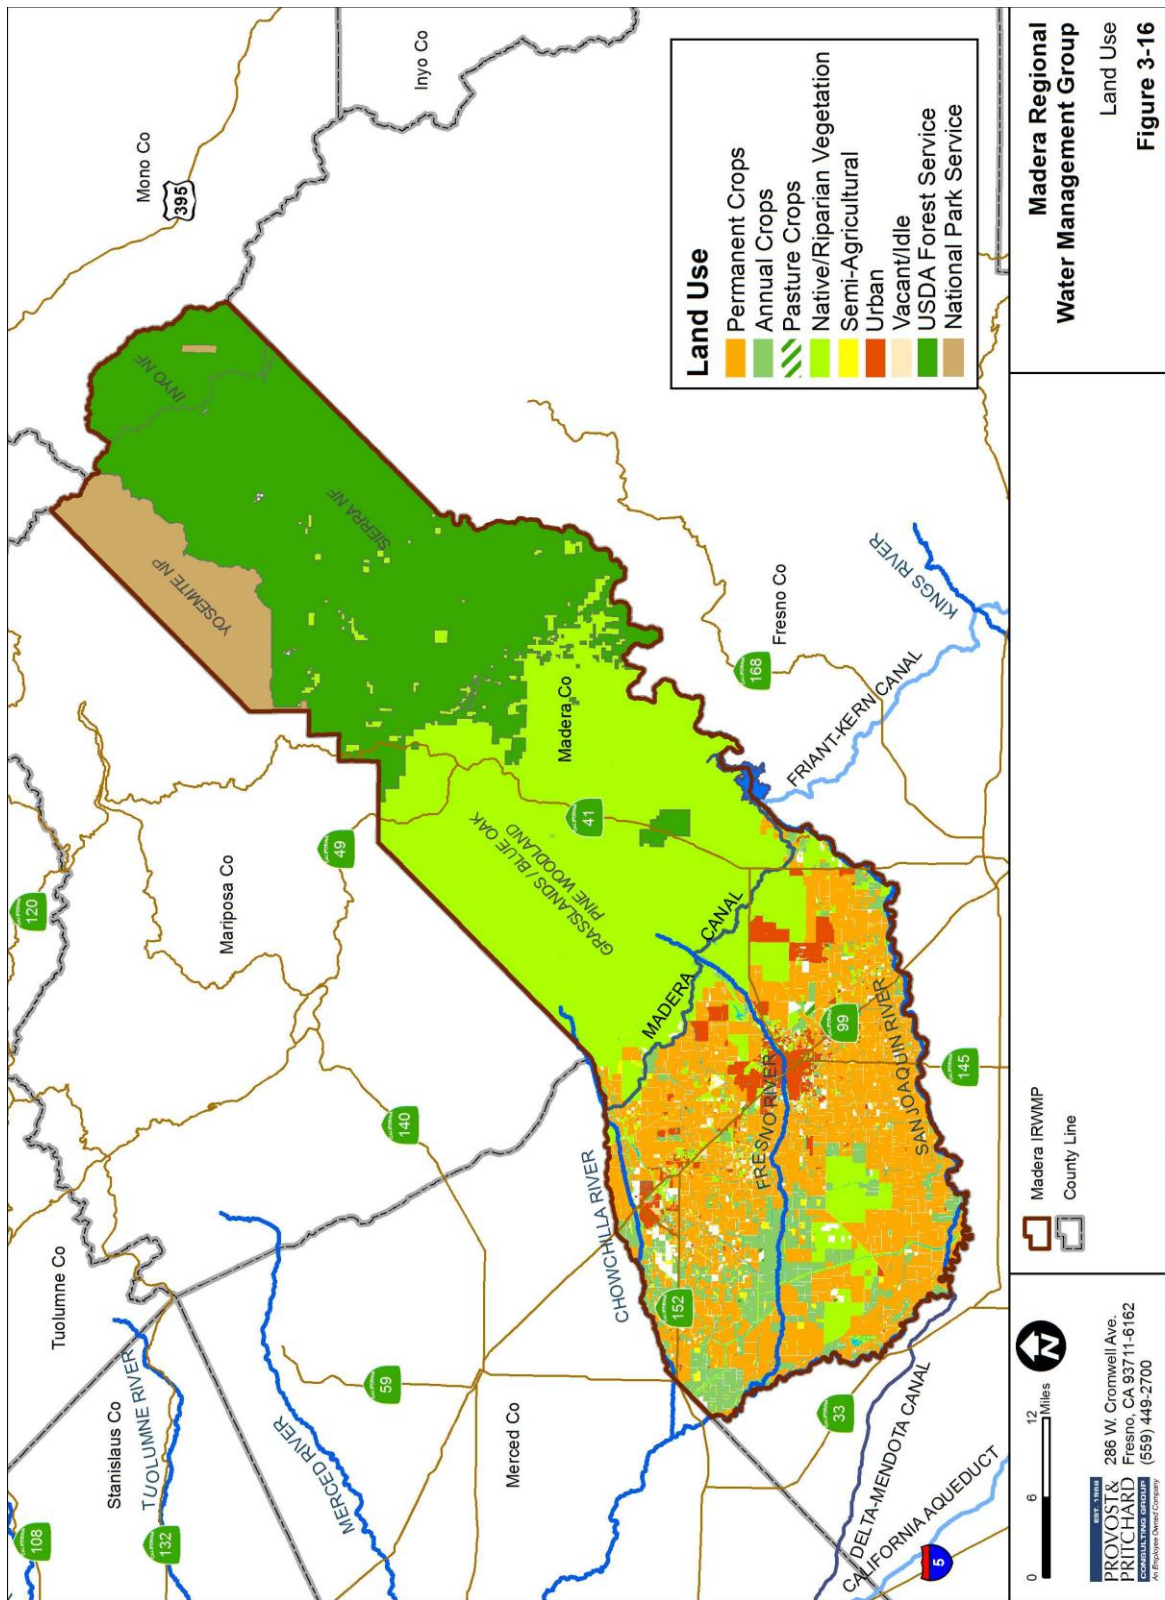 Inyo Co
Mono Co
395
INYO NF
YOSEMITE NP
SIERRA NF
Tuolumne Co
120
Mariposa Co
49
140
Madera Co
41
GRASSLANDS / BLUE OAK
PINE WOODLAND
168
Fresno Co
KINGS RIVER
FRIANT-KERN CANAL
MADERA
CANAL
Stanislaus Co
108
132
TUOLUMNE RIVER
MERCED RIVER
59
Merced Co
CHOWCHILLA RIVER
152
FRESNO RIVER
99
SAN JOAQUIN RIVER
145
33
DELTA-MENDOTA CANAL
CALIFORNIA AQUEDUCT
5
Land Use
Permanent Crops
Annual Crops
Pasture Crops
Native/Riparian Vegetation
Semi-Agricultural
Urban
Vacant/Idle
USDA Forest Service
National Park Service
N
0 6 12
Miles
EST. 1968
PROVOST&
PRITCHARD
CONSULTING GROUP
An Employee Owned Company
286 W. Cromwell Ave.
Fresno, CA 93711-6162
(559) 449-2700
Madera IRWMP
County Line
Madera Regional
Water Management Group
Land Use
Figure 3-16